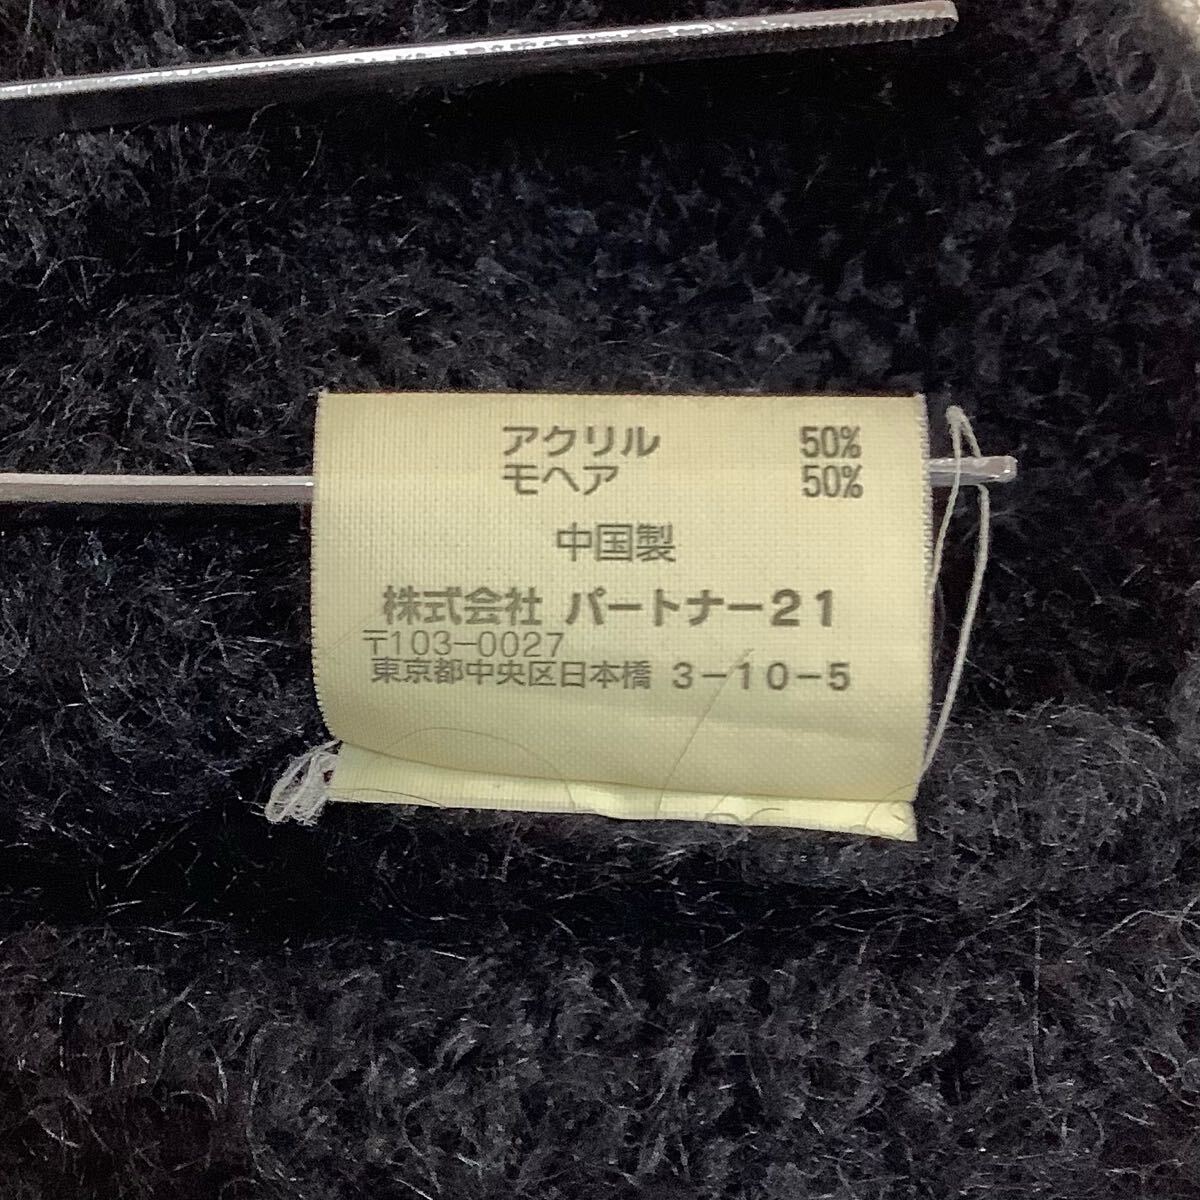 アクリル 50%
モヘア 50%
中国製
株式会社 パートナー21
〒103-0027
東京都中央区日本橋 3-10-5